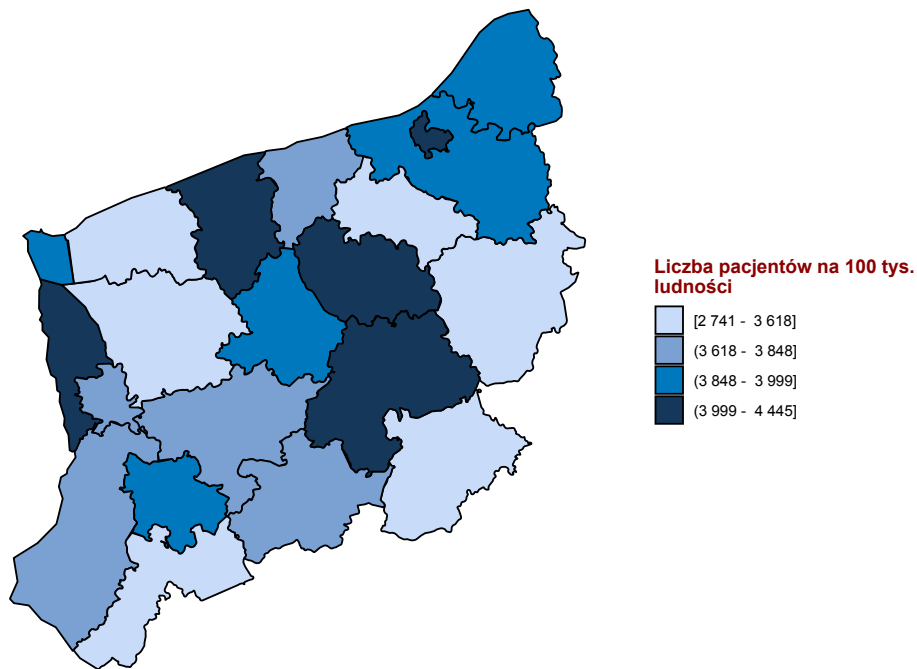 Liczba pacjentów na 100 tys.
ludności
[2 741 - 3 618]
(3 618 - 3 848]
(3 848 - 3 999]
(3 999 - 4 445]